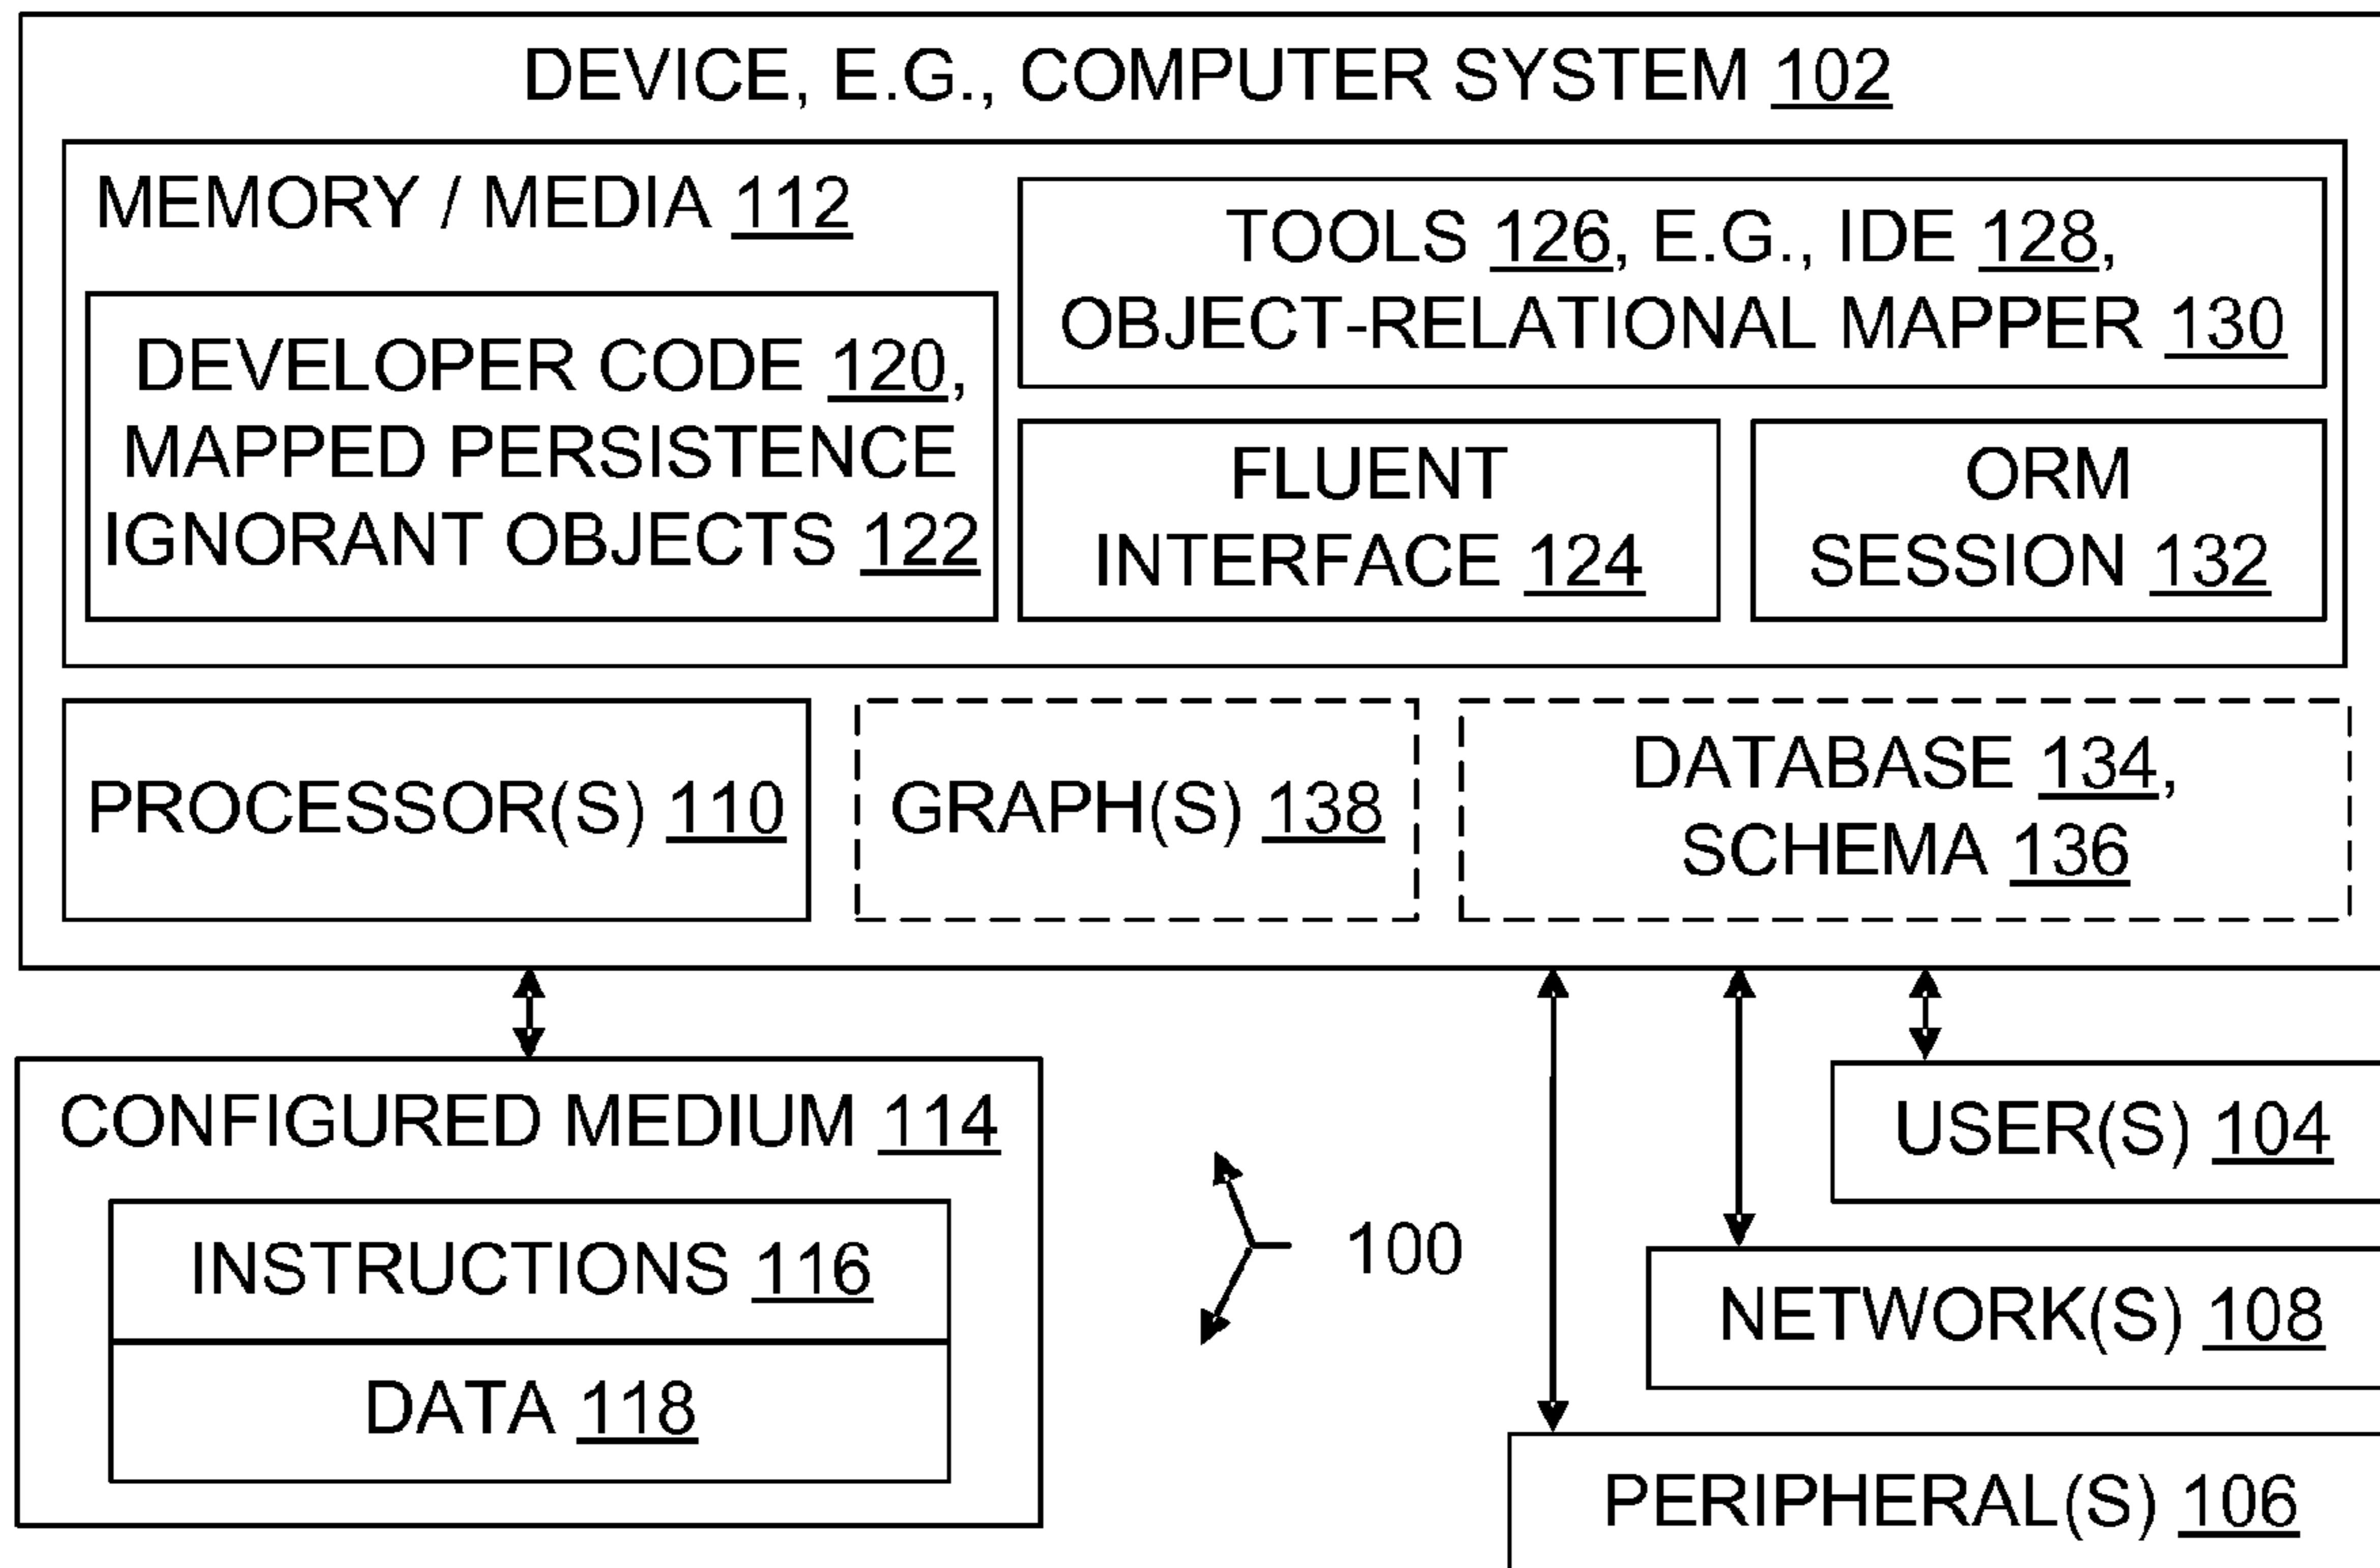 DEVICE, E.G., COMPUTER SYSTEM 102
MEMORY / MEDIA 112
TOOLS 126, E.G., IDE 128,
OBJECT-RELATIONAL MAPPER 130
DEVELOPER CODE 120,
MAPPED PERSISTENCE
IGNORANT OBJECTS 122
FLUENT
INTERFACE 124
ORM
SESSION 132
PROCESSOR(S) 110
GRAPH(S) 138
DATABASE 134,
SCHEMA 136
CONFIGURED MEDIUM 114
INSTRUCTIONS 116
DATA 118
100
USER(S) 104
NETWORK(S) 108
PERIPHERAL(S) 106